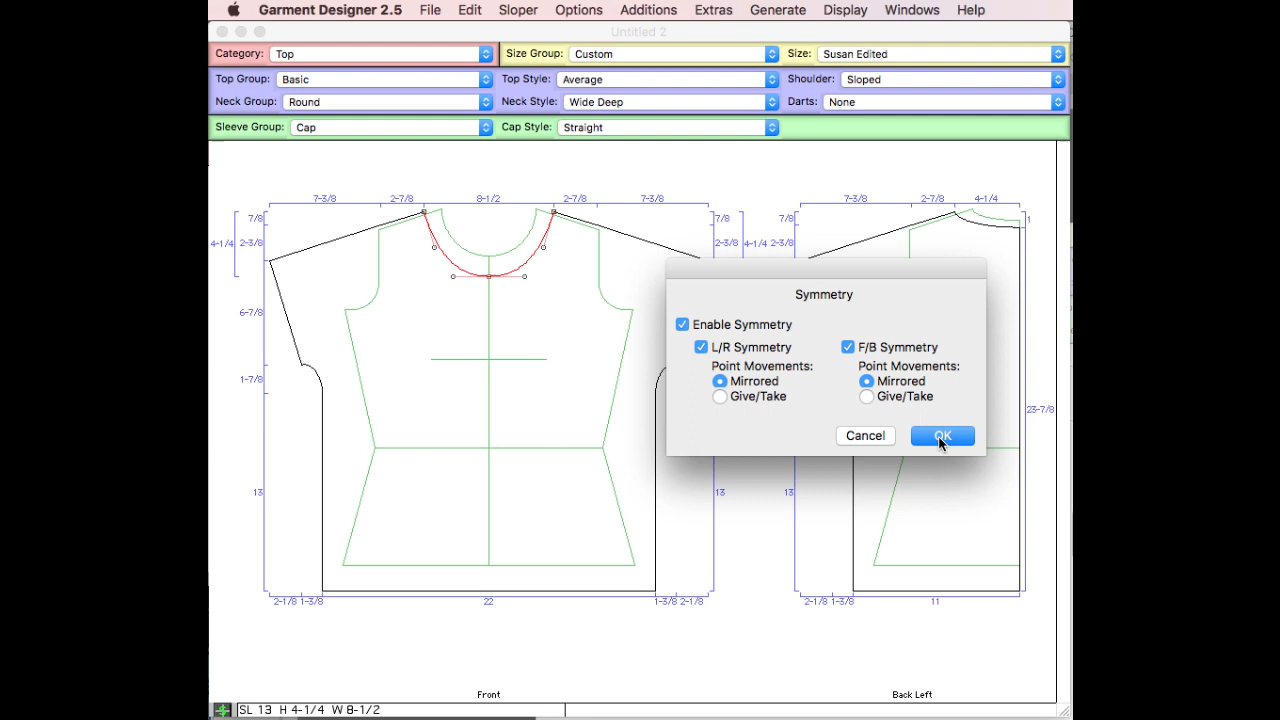 Garment Designer 2.5 File Edit Sloper Options Additions Extras Generate Display Windows Help
Untitled 2
Category: Top Size Group: Custom Size: Susan Edited
Top Group: Basic Top Style: Average Shoulder: Sloped
Neck Group: Round Neck Style: Wide Deep Darts: None
Sleeve Group: Cap Cap Style: Straight
7-3/8 2-7/8 8-1/2 2-7/8 7-3/8 7-3/8 2-7/8 4-1/4
7/8 7/8 7/8 1
4-1/4 2-3/8 2-3/8 4-1/4 2-3/8
Symmetry
6-7/8 Enable Symmetry
L/R Symmetry F/B Symmetry
Point Movements: Point Movements:
1-7/8 Mirrored Mirrored
Give/Take Give/Take
23-7/8
Cancel OK
13 13 13
2-1/8 1-3/8 22 1-3/8 2-1/8 2-1/8 1-3/8 11
Front Back Left
SL 13 H 4-1/4 W 8-1/2